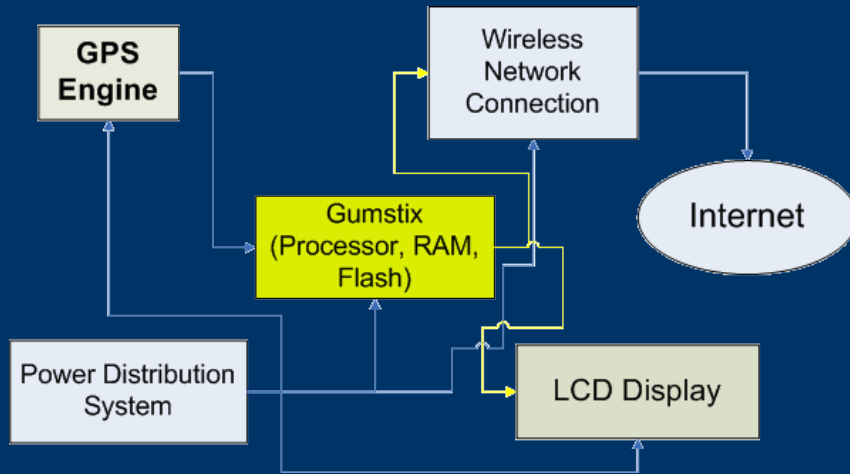 GPS
Engine
Wireless
Network
Connection
Internet
Gumstix
(Processor, RAM,
Flash)
Power Distribution
System
LCD Display